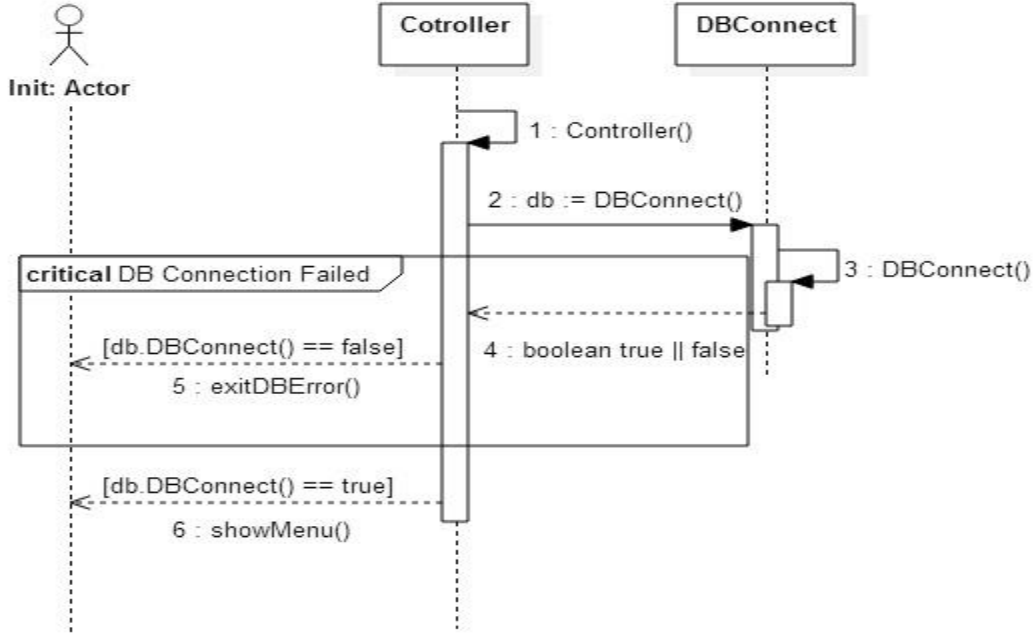 Cotroller
DBConnect
Init: Actor
1 : Controller()
2 : db := DBConnect()
critical DB Connection Failed
3 : DBConnect()
[db.DBConnect() == false]
4 : boolean true || false
5 : exitDBError()
[db.DBConnect() == true]
6 : showMenu()